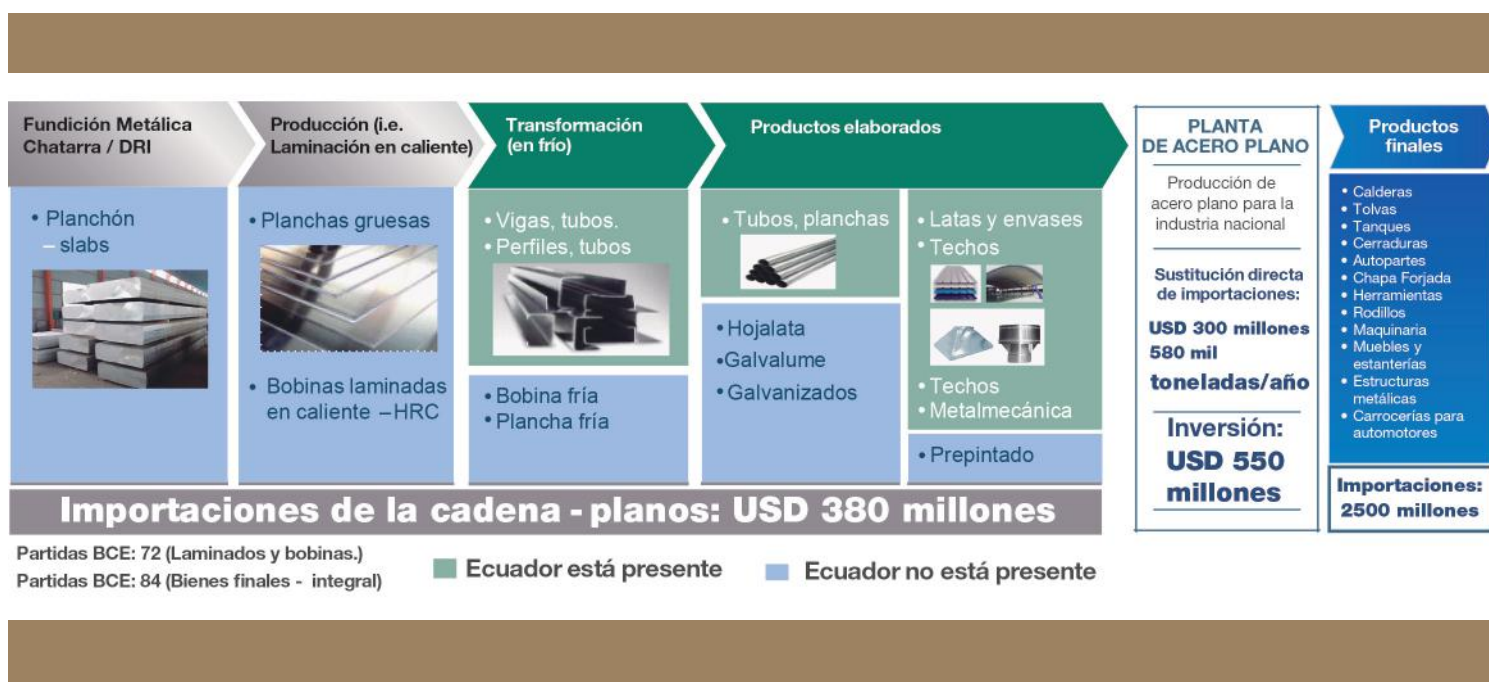 Fundición Metálica
Chatarra / DRI
Producción (i.e.
Laminación en caliente)
Transformación
(en frío)
Productos elaborados
• Planchón
– slabs
• Planchas gruesas
• Bobinas laminadas
en caliente – HRC
• Vigas, tubos.
• Perfiles, tubos
• Bobina fría
• Plancha fría
• Tubos, planchas
• Hojalata
• Galvalume
• Galvanizados
• Latas y envases
• Techos
• Techos
• Metalmecánica
• Prepintado
Importaciones de la cadena - planos: USD 380 millones
PLANTA
DE ACERO PLANO
Producción de
acero plano para la
industria nacional
Sustitución directa
de importaciones:
USD 300 millones
580 mil
toneladas/año
Inversión:
USD 550
millones
Productos
finales
• Calderas
• Tolvas
• Tanques
• Cerraduras
• Autopartes
• Chapa Forjada
• Herramientas
• Rodillos
• Maquinaria
• Muebles y
estanterías
• Estructuras
metálicas
• Carrocerías para
automotores
Importaciones:
2500 millones
Partidas BCE: 72 (Laminados y bobinas.)
Partidas BCE: 84 (Bienes finales - integral)
Ecuador está presente
Ecuador no está presente